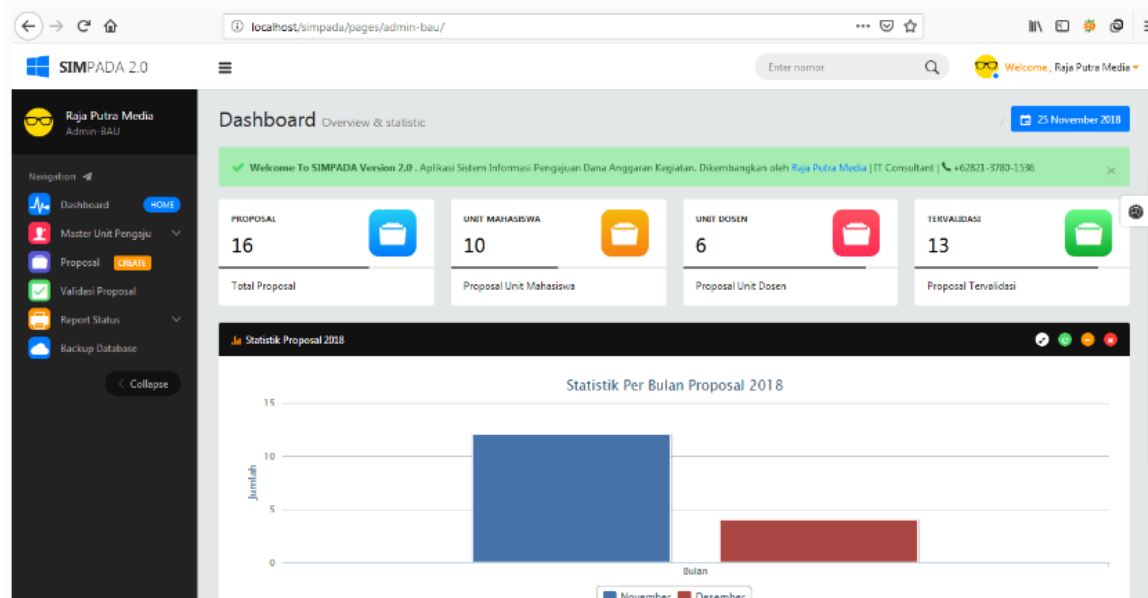 localhost/simpada/pages/admin-bau/
SIMPADA 2.0
Enter nomor
Welcome, Raja Putra Media
Raja Putra Media
Admin-BAU
Dashboard Overview & statistic
/ 25 November 2018
Welcome To SIMPADA Version 2.0 . Aplikasi Sistem Informasi Pengajuan Dana Anggaran Kegiatan. Dikembangkan oleh Raja Putra Media | IT Consultant | +62821-3780-1536 ×
Navigation
Dashboard HOME
Master Unit Pengaju
Proposal CREATE
Validasi Proposal
Report Status
Backup Database
Collapse
PROPOSAL
16
Total Proposal
UNIT MAHASISWA
10
Proposal Unit Mahasiswa
UNIT DOSEN
6
Proposal Unit Dosen
TERVALIDASI
13
Proposal Tervalidasi
Statistik Proposal 2018
Statistik Per Bulan Proposal 2018
15
10
5
0
Jumlah
Bulan
November Desember